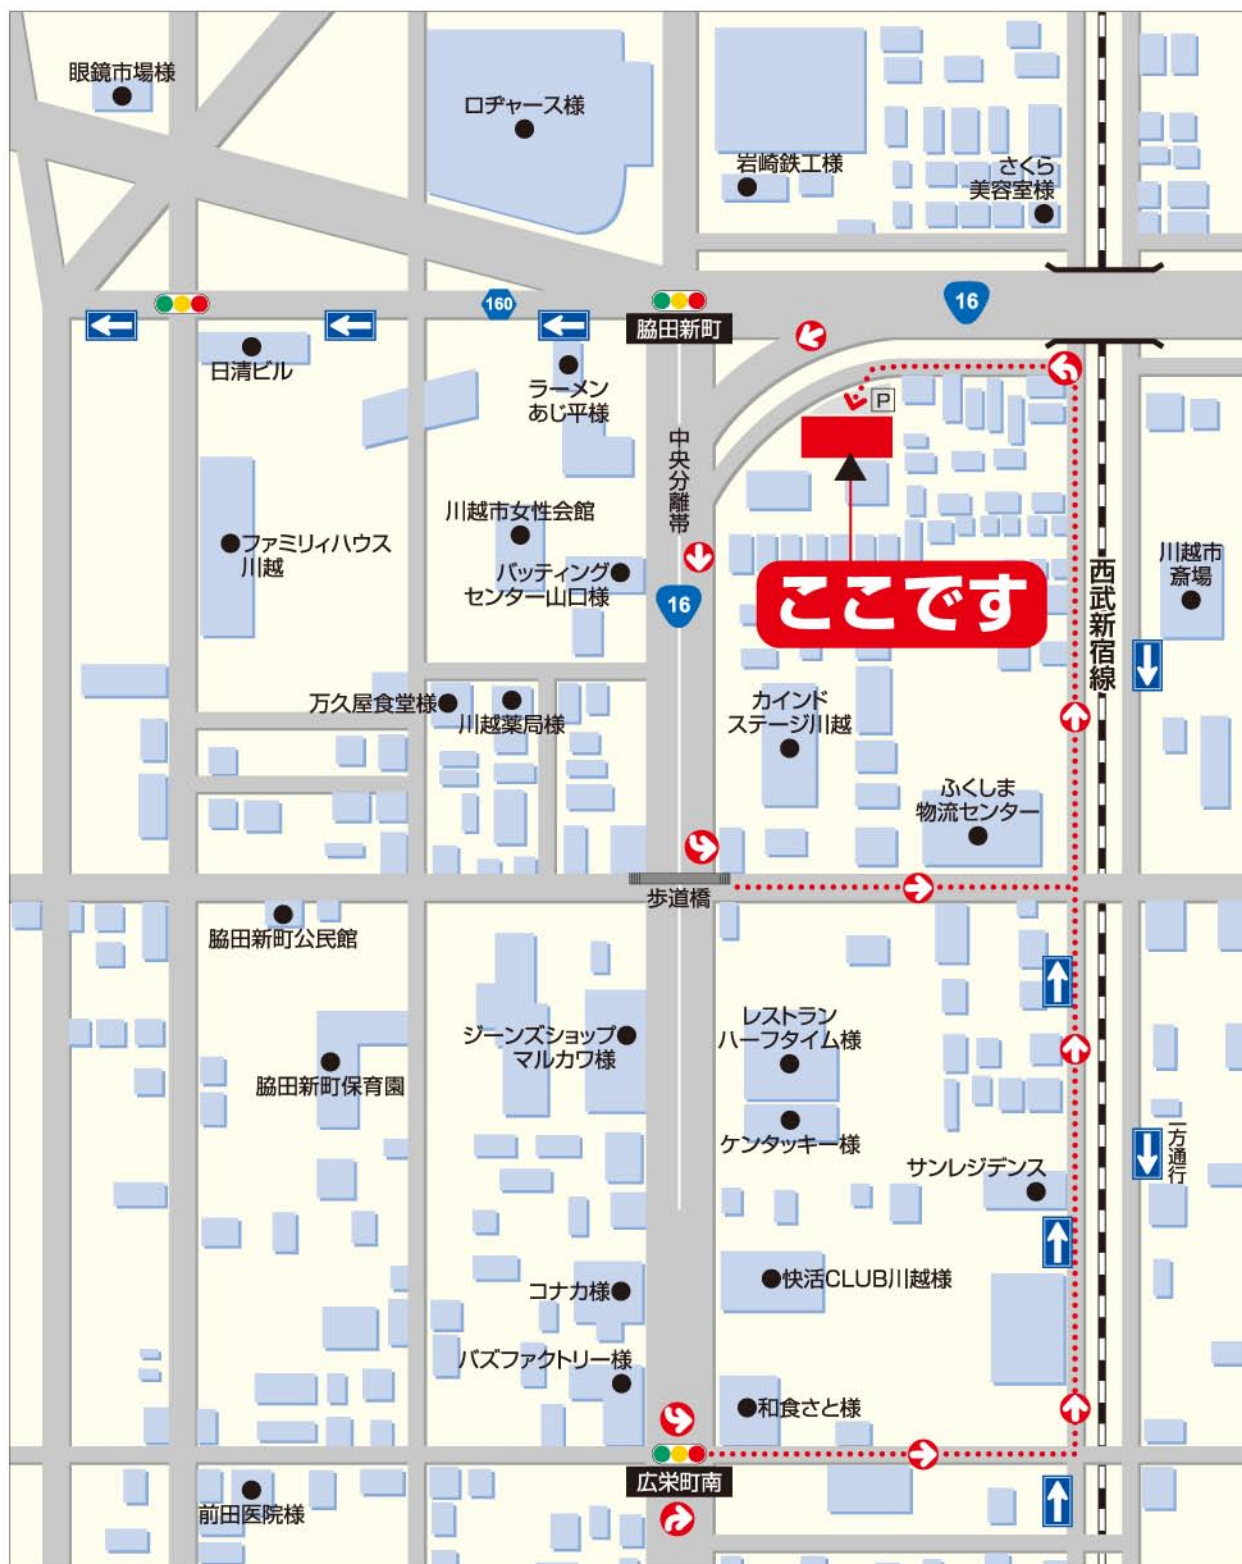 眼鏡市場様
ロヂャース様
岩崎鉄工様
さくら
美容室様
160
16
脇田新町
日清ビル
ラーメン
あじ平様
P
中央分離帯
川越市女性会館
ファミリィハウス
川越
バッティング
センター山口様
16
ここです
西武新宿線
川越市
斎場
万久屋食堂様
川越薬局様
カインド
ステージ川越
ふくしま
物流センター
歩道橋
脇田新町公民館
ジーンズショップ
マルカワ様
レストラン
ハーフタイム様
脇田新町保育園
ケンタッキー様
一方通行
サンレジデンス
コナカ様
快活CLUB川越様
バズファクトリー様
和食さと様
広栄町南
前田医院様